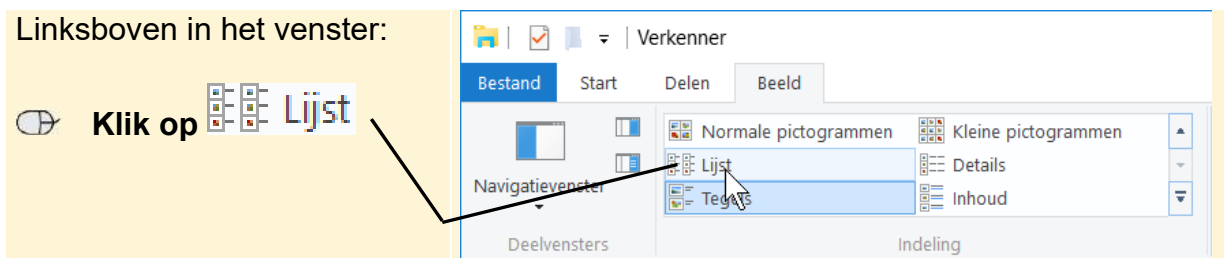 Linksboven in het venster:
Klik op Lijst
Verkenner
Bestand Start Delen Beeld
Normale pictogrammen Kleine pictogrammen
Lijst Details
Tegels Inhoud
Navigatievenster
Deelvensters Indeling